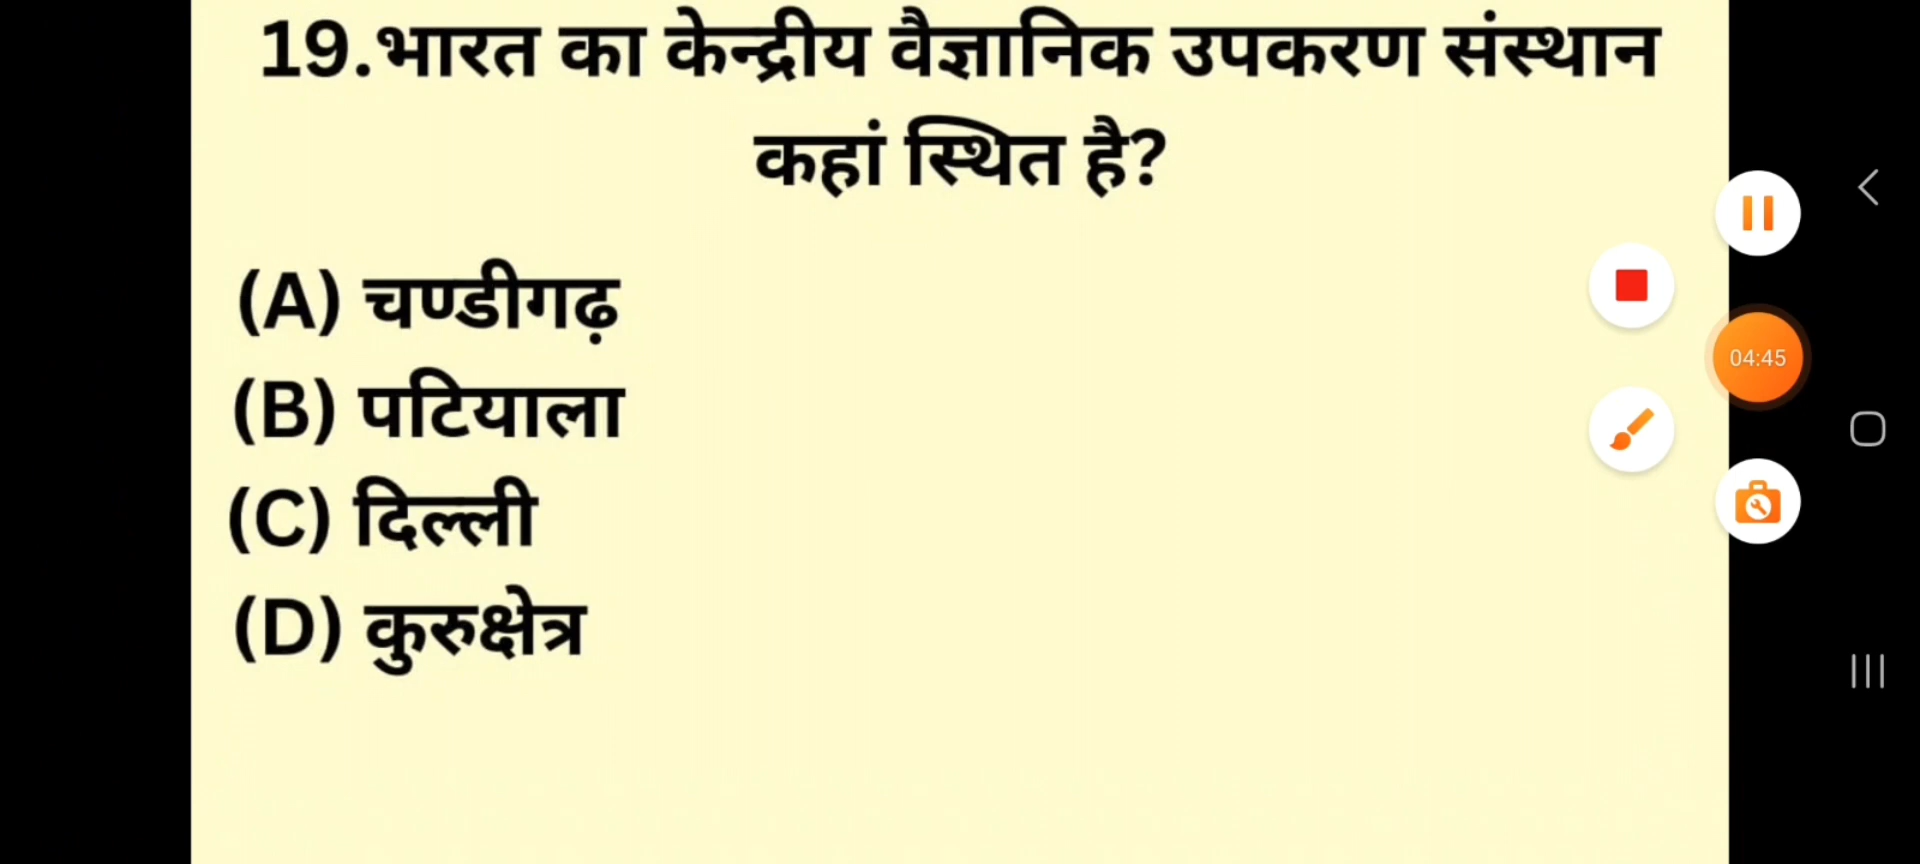 19.भारत का केन्द्रीय वैज्ञानिक उपकरण संस्थान
कहां स्थित है?
(A) चण्डीगढ़
(B) पटियाला
(C) दिल्ली
(D) कुरुक्षेत्र
04:45